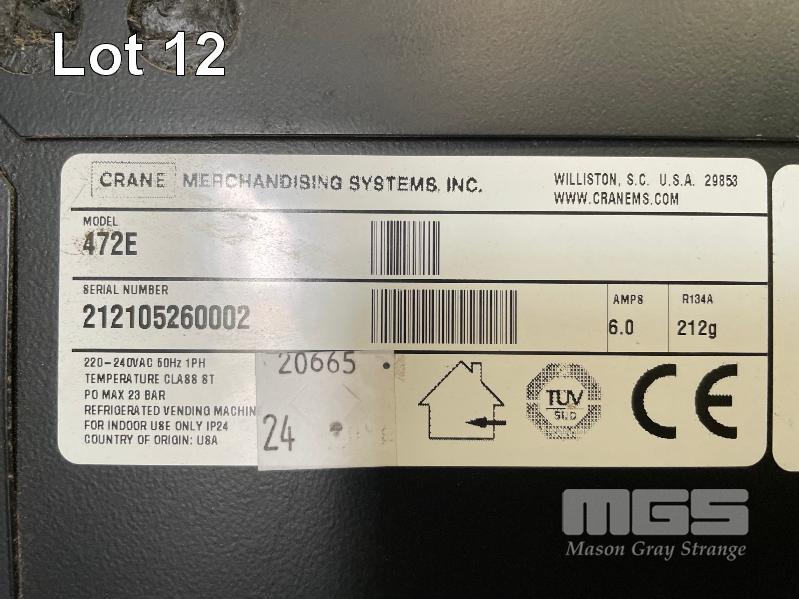 Lot 12
CRANE MERCHANDISING SYSTEMS, INC.
WILLISTON, S.C. U.S.A. 29853
WWW.CRANEMS.COM
MODEL
472E
SERIAL NUMBER
212105260002
AMPS
6.0
R134A
212g
220-240VAC 50Hz 1PH
TEMPERATURE CLASS ST
PO MAX 23 BAR
REFRIGERATED VENDING MACHIN
FOR INDOOR USE ONLY IP24
COUNTRY OF ORIGIN: USA
20665
24
TÜV
CE
MGS
Mason Gray Strange